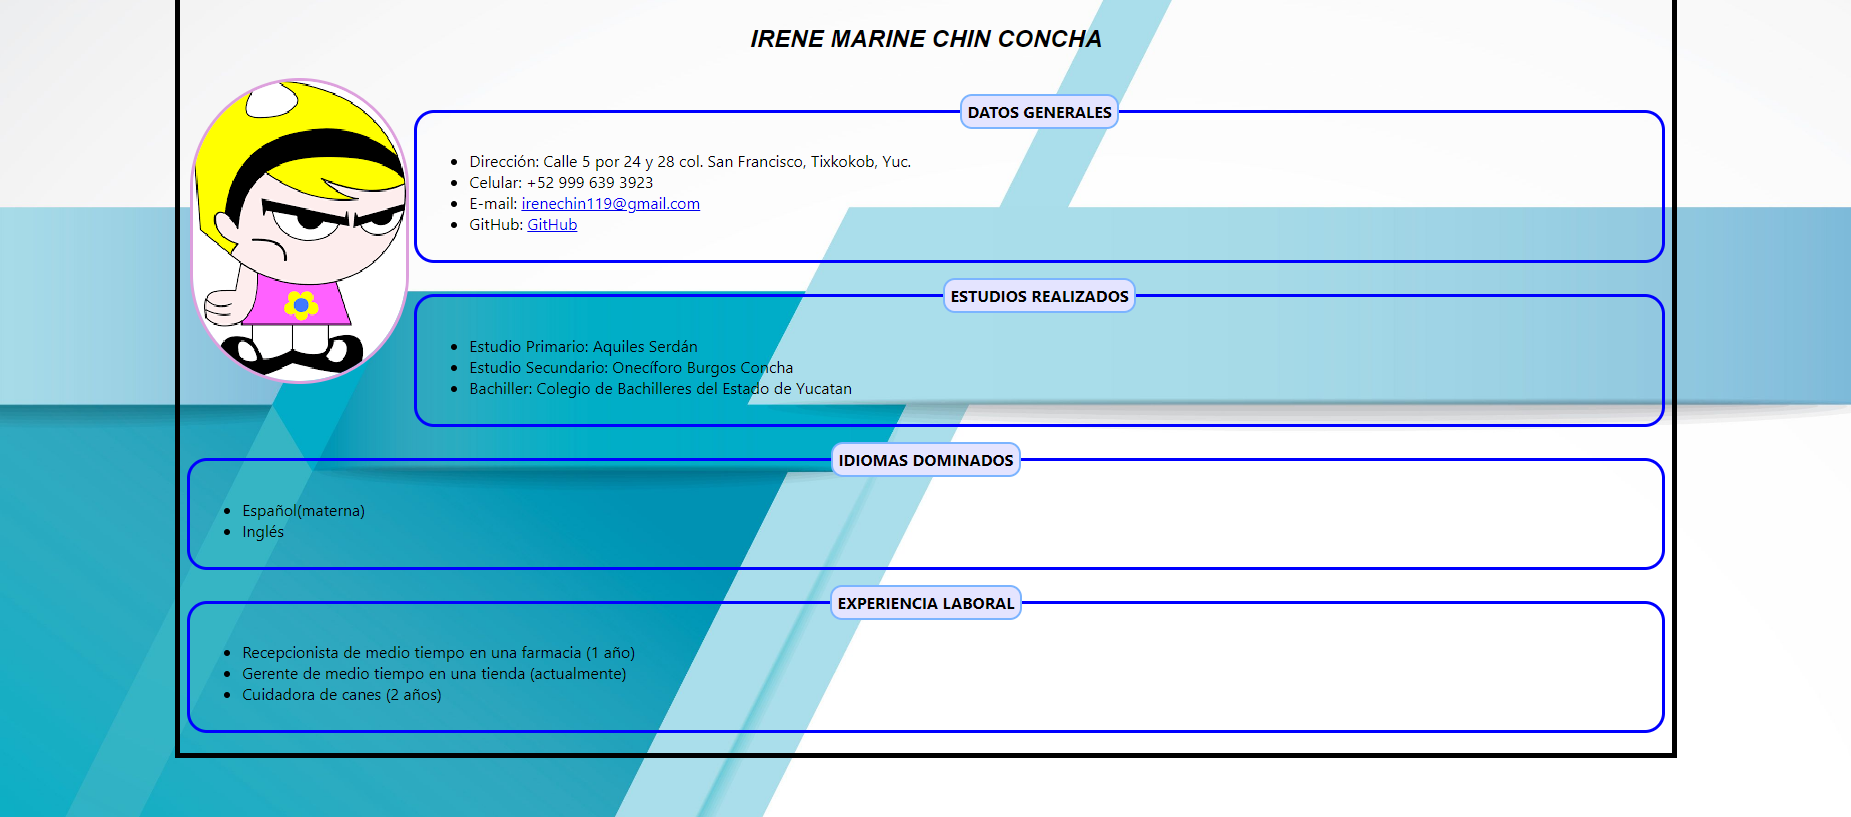 IRENE MARINE CHIN CONCHA
DATOS GENERALES
Dirección: Calle 5 por 24 y 28 col. San Francisco, Tixkokob, Yuc.
Celular: +52 999 639 3923
E-mail: irenechin119@gmail.com
GitHub: GitHub
ESTUDIOS REALIZADOS
Estudio Primario: Aquiles Serdán
Estudio Secundario: Onecíforo Burgos Concha
Bachiller: Colegio de Bachilleres del Estado de Yucatan
IDIOMAS DOMINADOS
Español(materna)
Inglés
EXPERIENCIA LABORAL
Recepcionista de medio tiempo en una farmacia (1 año)
Gerente de medio tiempo en una tienda (actualmente)
Cuidadora de canes (2 años)